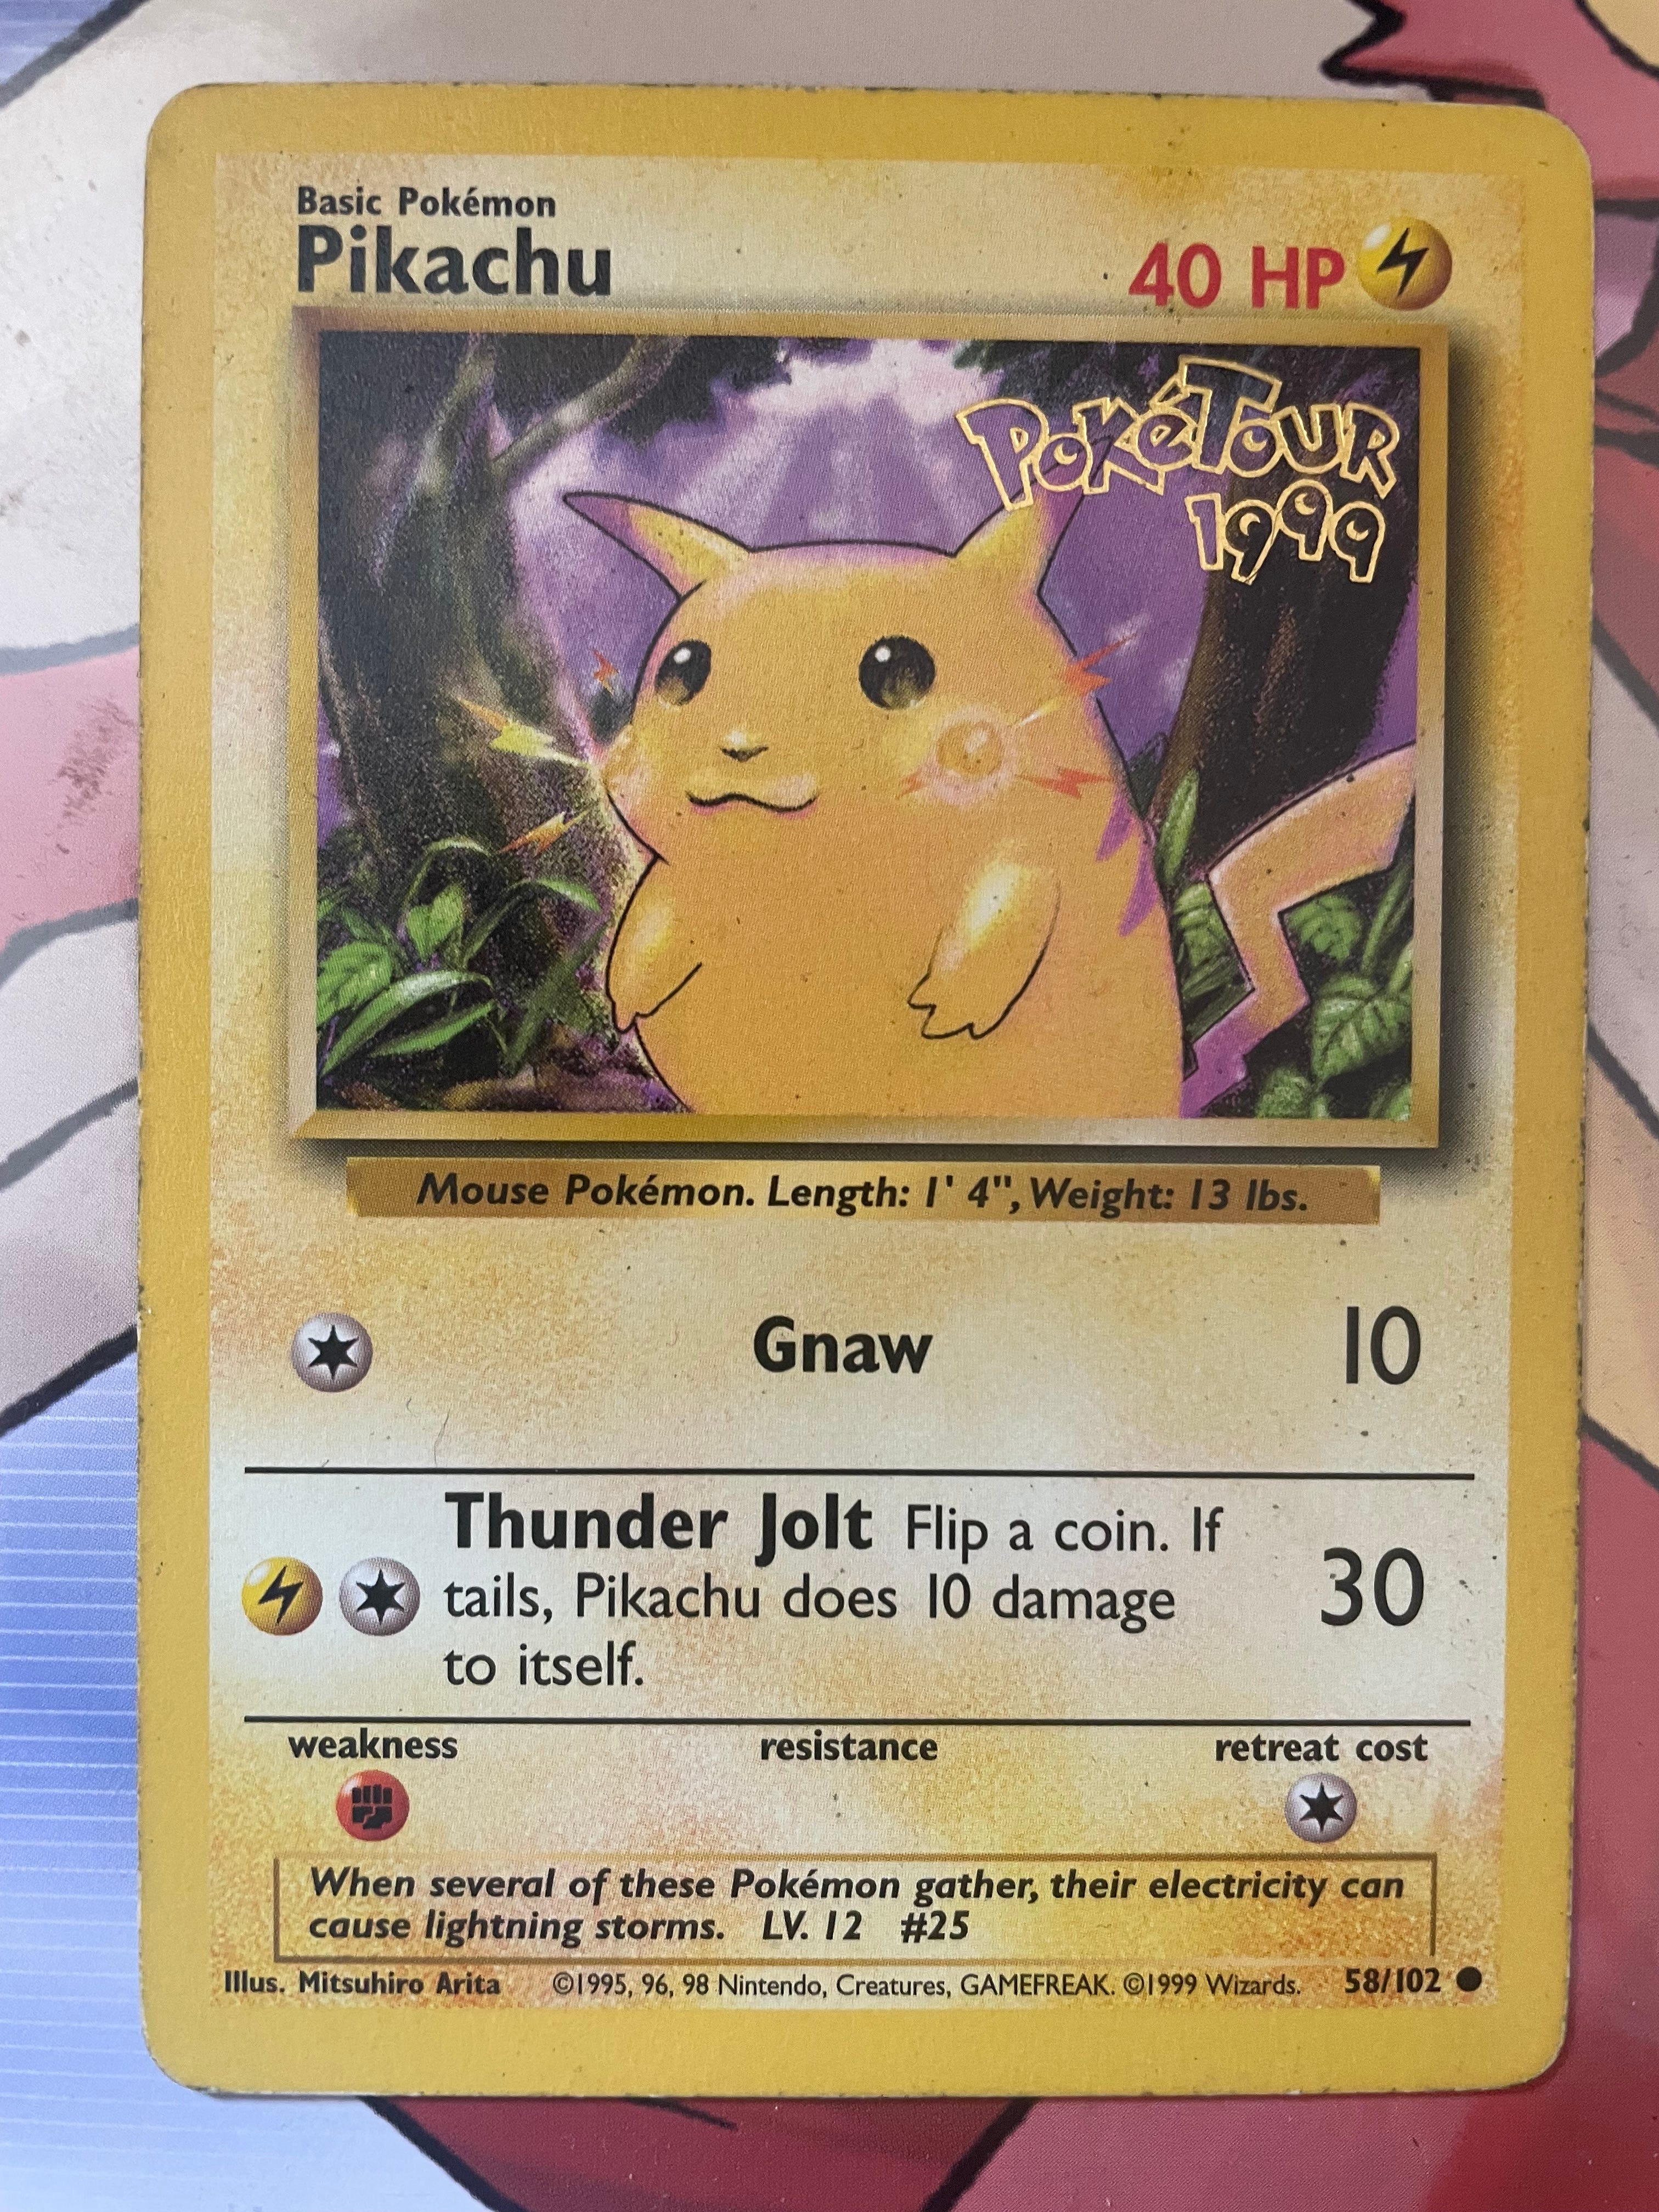 Basic Pokémon
Pikachu
40 HP
PokéTour
1999
Mouse Pokémon. Length: 1' 4", Weight: 13 lbs.
Gnaw 10
Thunder Jolt Flip a coin. If
tails, Pikachu does 10 damage
to itself.
30
weakness resistance retreat cost
When several of these Pokémon gather, their electricity can
cause lightning storms. LV. 12 #25
Illus. Mitsuhiro Arita ©1995, 96, 98 Nintendo, Creatures, GAMEFREAK. ©1999 Wizards. 58/102